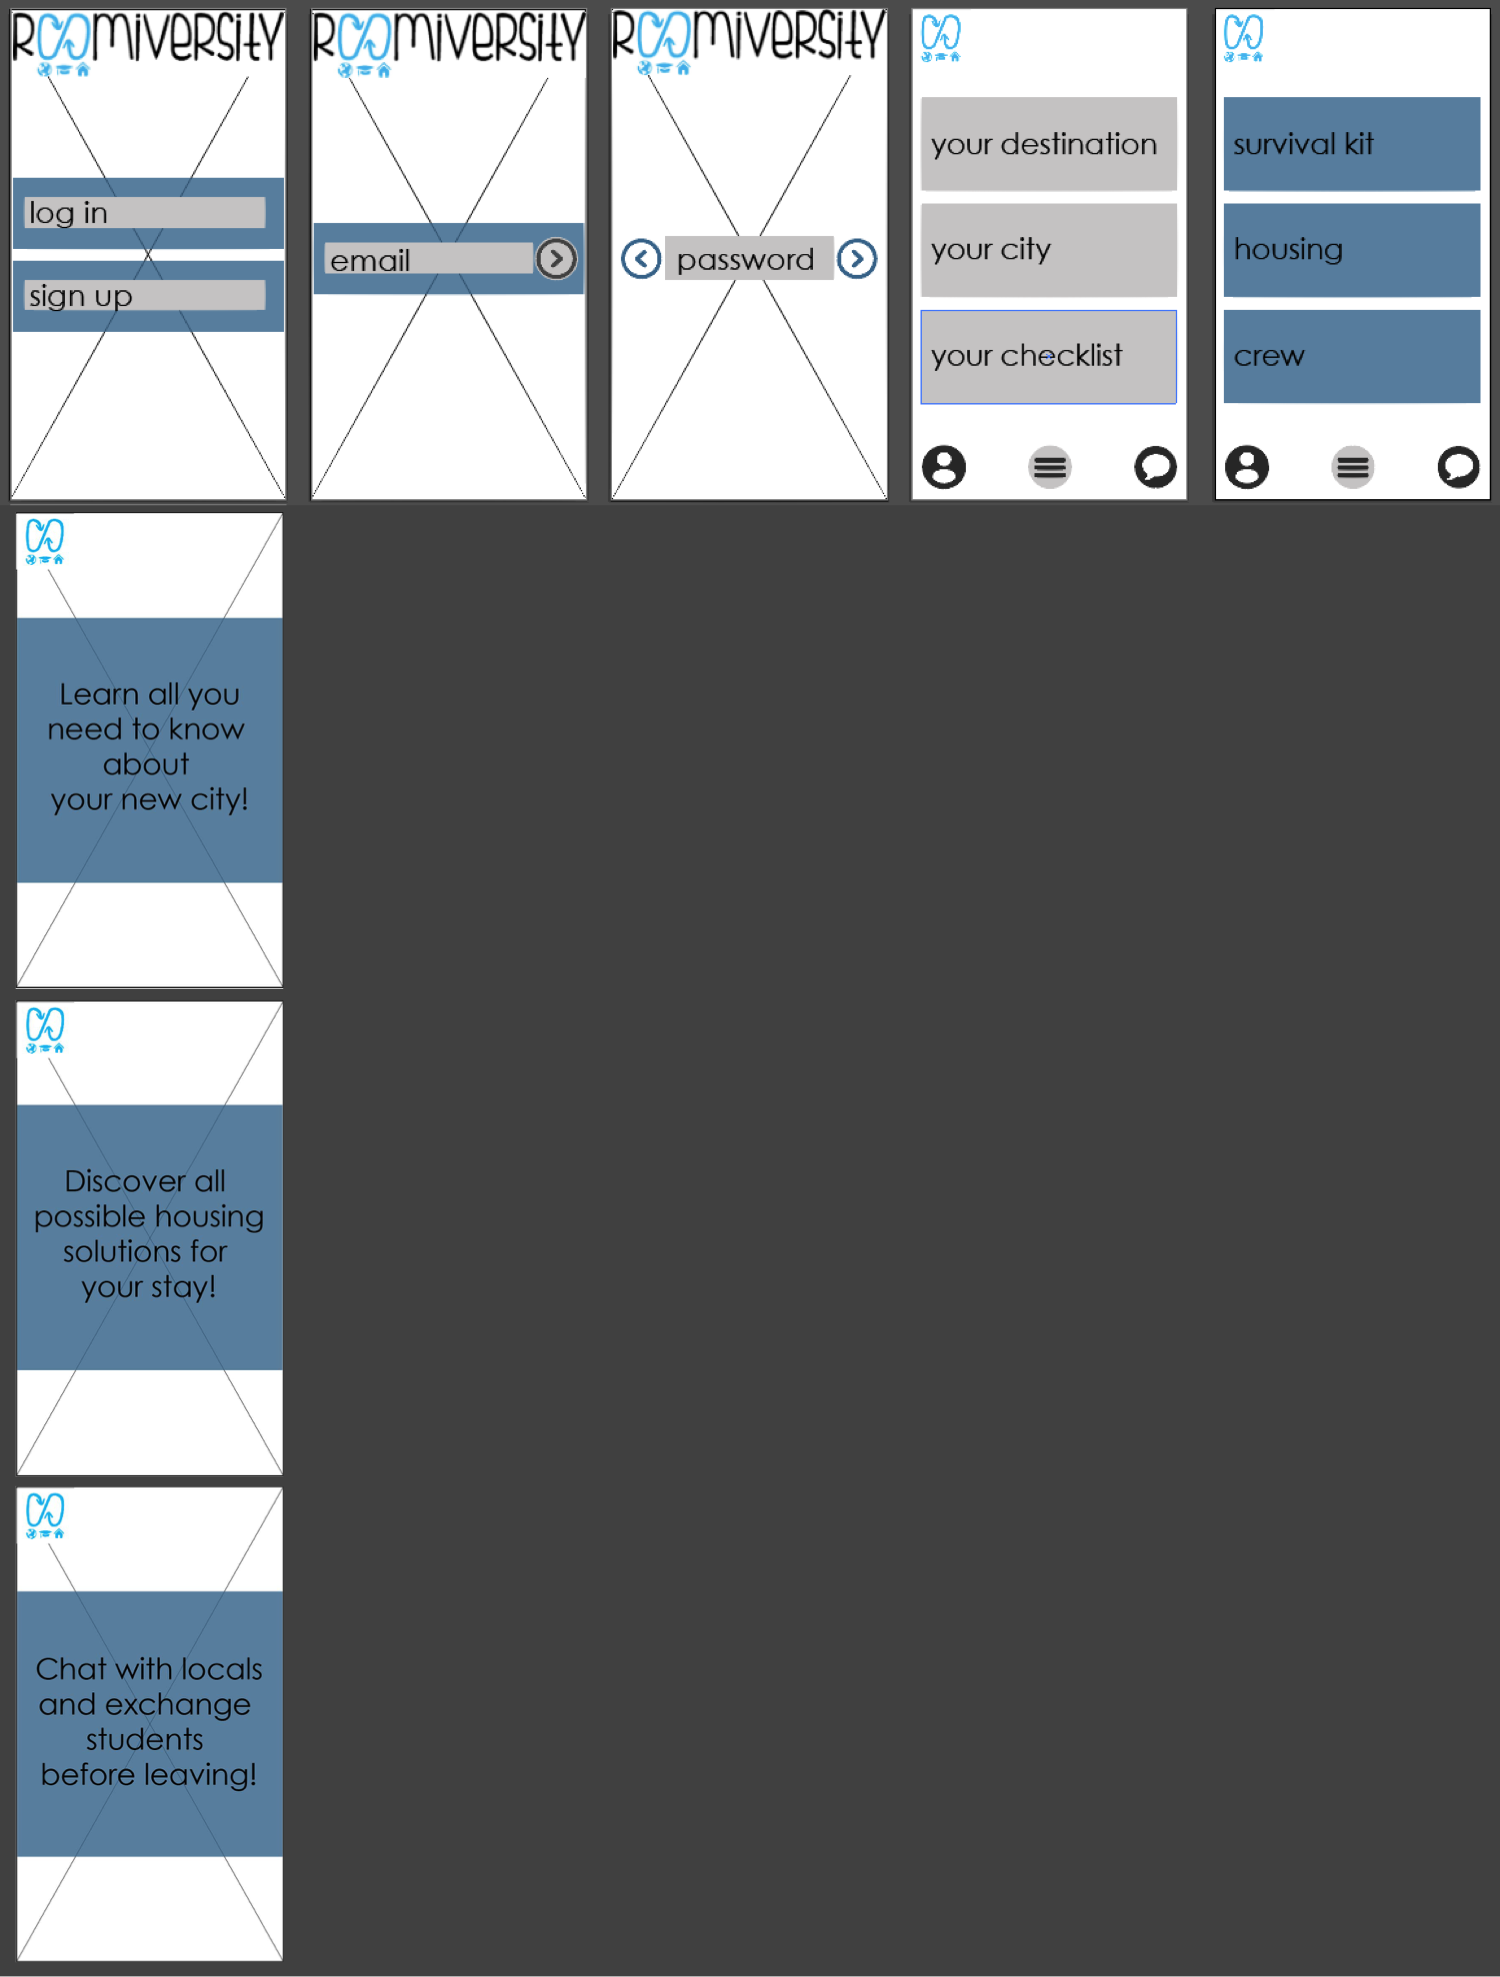 ROOMiVERSiTY
log in
sign up
ROOMiVERSiTY
email
ROOMiVERSiTY
password
your destination
your city
your checklist
survival kit
housing
crew
Learn all you
need to know
about
your new city!
Discover all
possible housing
solutions for
your stay!
Chat with locals
and exchange
students
before leaving!